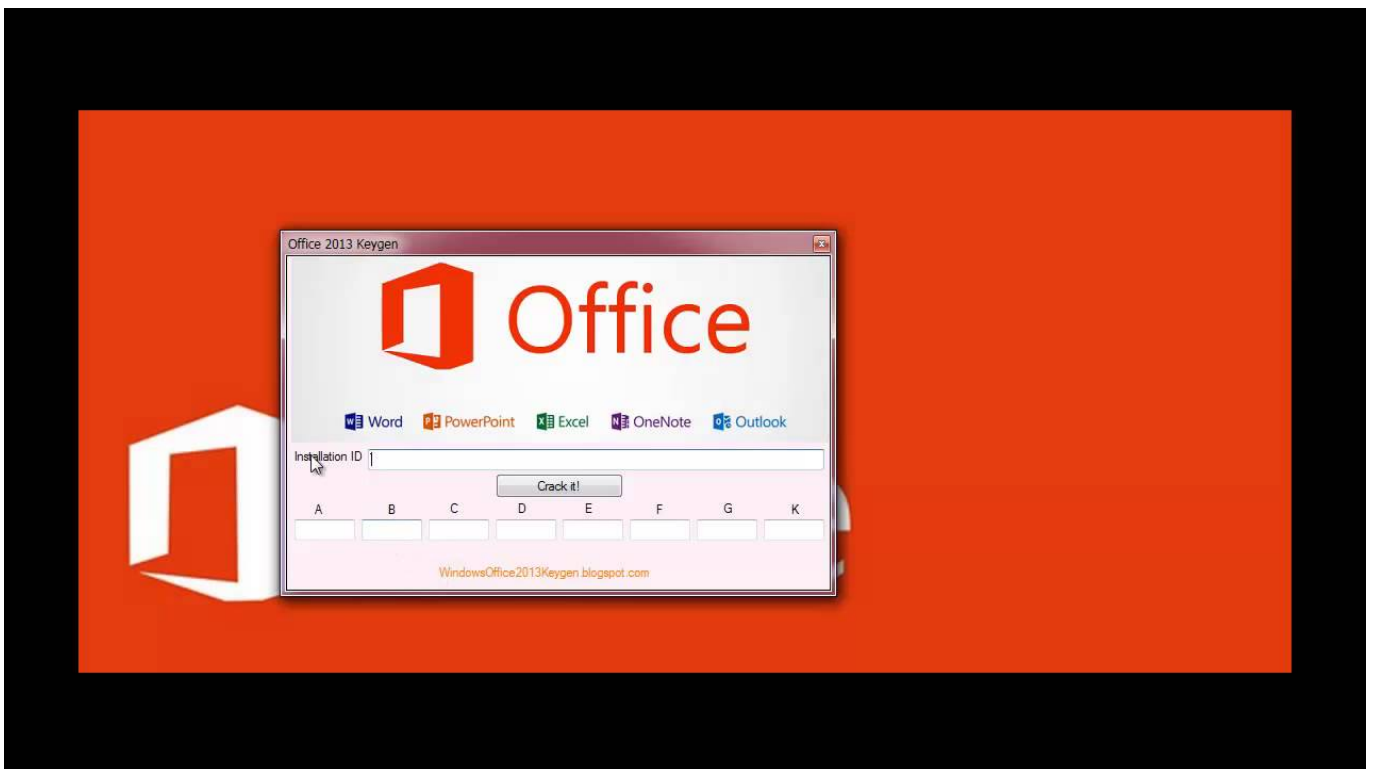 Office 2013 Keygen
Office
Word PowerPoint Excel OneNote Outlook
Installation ID
Crack it!
A B C D E F G K
WindowsOffice2013Keygen.blogspot.com